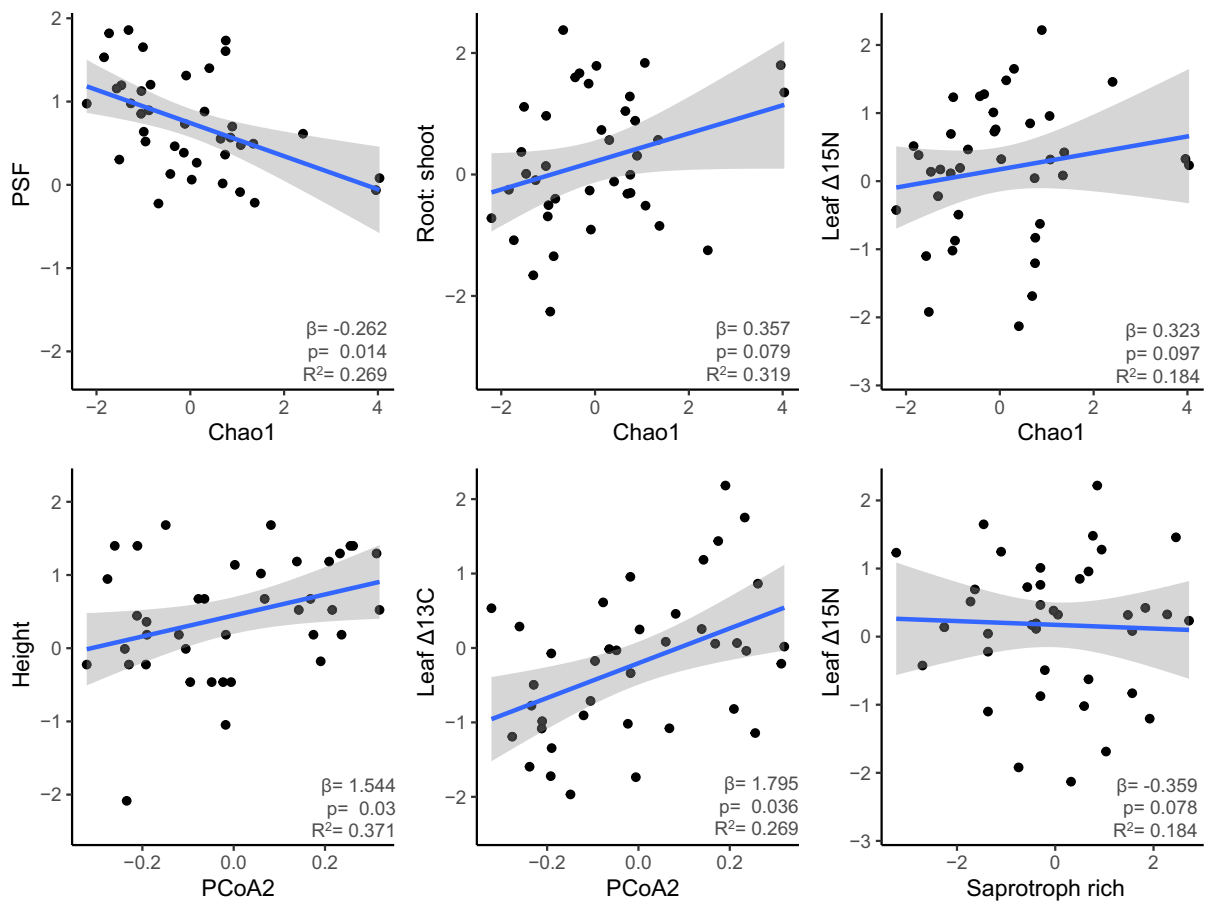 PSF
2
1
0
−1
−2
β= -0.262
p= 0.014
R²= 0.269
−2 0 2 4
Chao1
Root: shoot
2
0
−2
β= 0.357
p= 0.079
R²= 0.319
−2 0 2 4
Chao1
Leaf Δ15N
2
1
0
−1
−2
−3
β= 0.323
p= 0.097
R²= 0.184
−2 0 2 4
Chao1
Height
2
1
0
−1
−2
β= 1.544
p= 0.03
R²= 0.371
−0.2 0.0 0.2
PCoA2
Leaf Δ13C
2
1
0
−1
−2
β= 1.795
p= 0.036
R²= 0.269
−0.2 0.0 0.2
PCoA2
Leaf Δ15N
2
1
0
−1
−2
−3
β= -0.359
p= 0.078
R²= 0.184
−2 0 2
Saprotroph rich